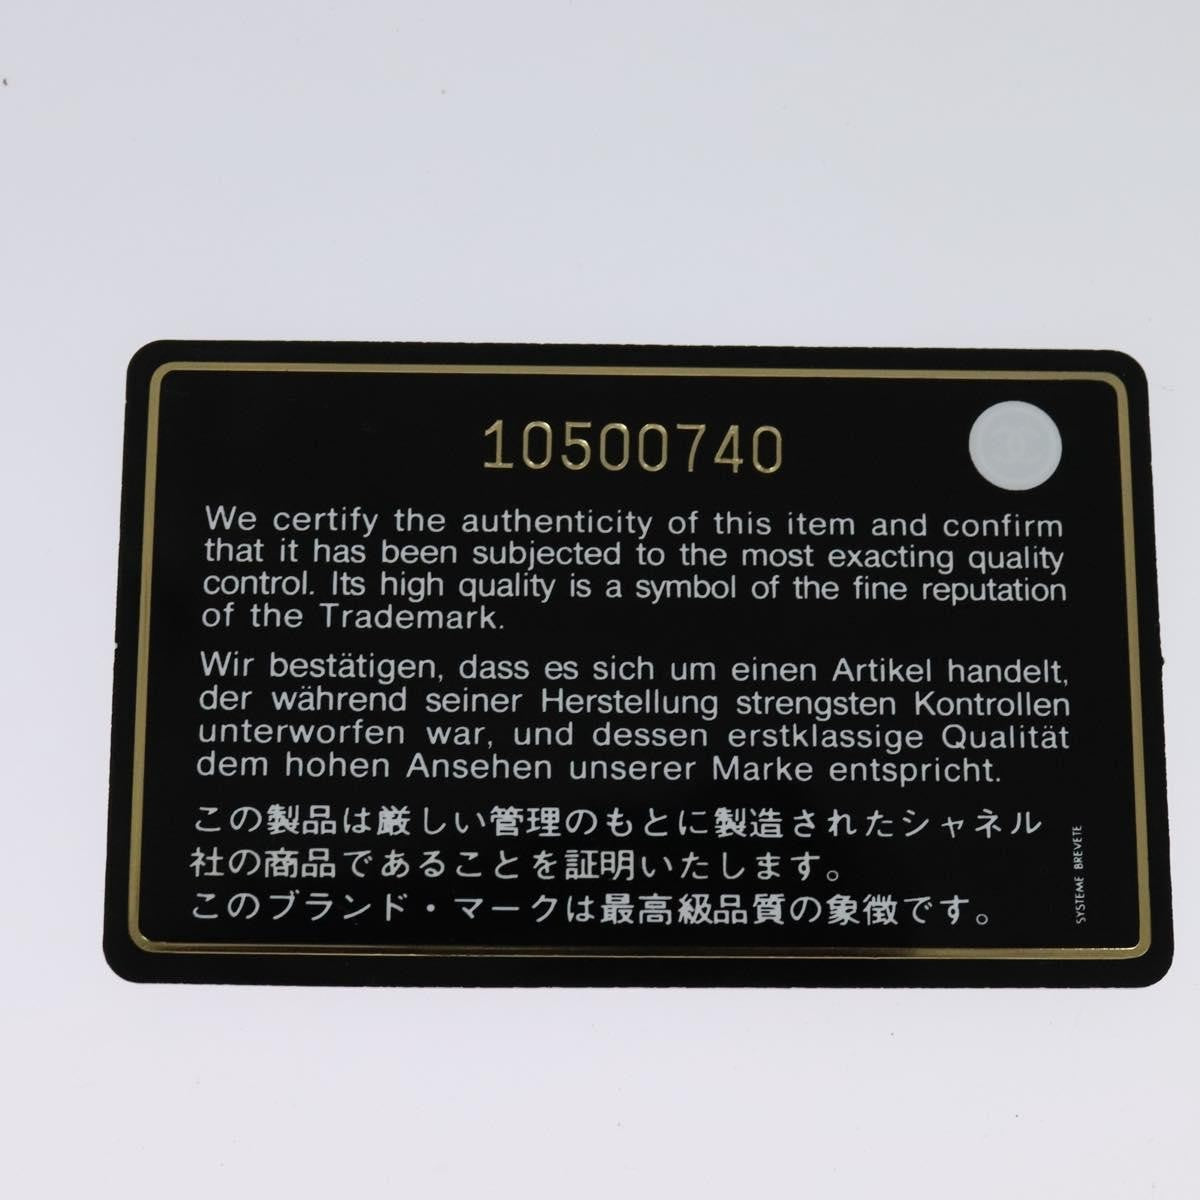 10500740
We certify the authenticity of this item and confirm
that it has been subjected to the most exacting quality
control. Its high quality is a symbol of the fine reputation
of the Trademark.
Wir bestätigen, dass es sich um einen Artikel handelt,
der während seiner Herstellung strengsten Kontrollen
unterworfen war, und dessen erstklassige Qualität
dem hohen Ansehen unserer Marke entspricht.
この製品は厳しい管理のもとに製造されたシャネル
社の商品であることを証明いたします。
このブランド・マークは最高級品質の象徴です。
SYSTEME BREVETE